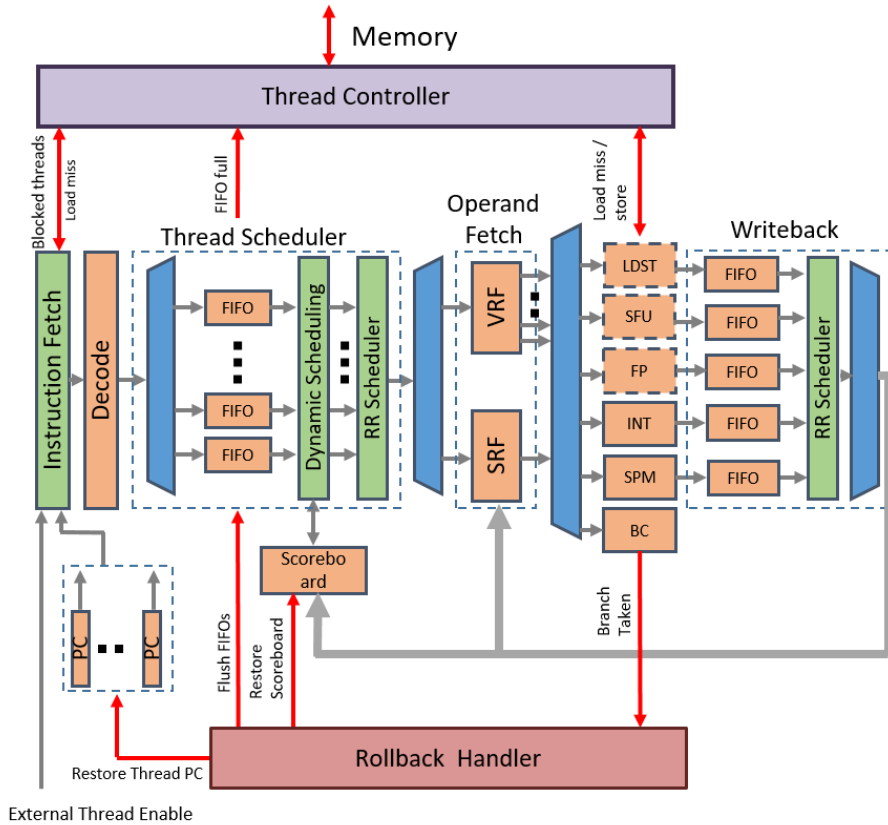 Memory
Thread Controller
Blocked threads
Load miss
FIFO full
Load miss /
store
Operand
Fetch
Thread Scheduler
Writeback
Instruction Fetch
Decode
FIFO
FIFO
FIFO
Dynamic Scheduling
RR Scheduler
VRF
SRF
LDST
SFU
FP
INT
SPM
BC
FIFO
FIFO
FIFO
FIFO
FIFO
RR Scheduler
Scorebo
ard
PC
PC
Flush FIFOs
Restore
Scoreboard
Branch
Taken
Rollback Handler
Restore Thread PC
External Thread Enable